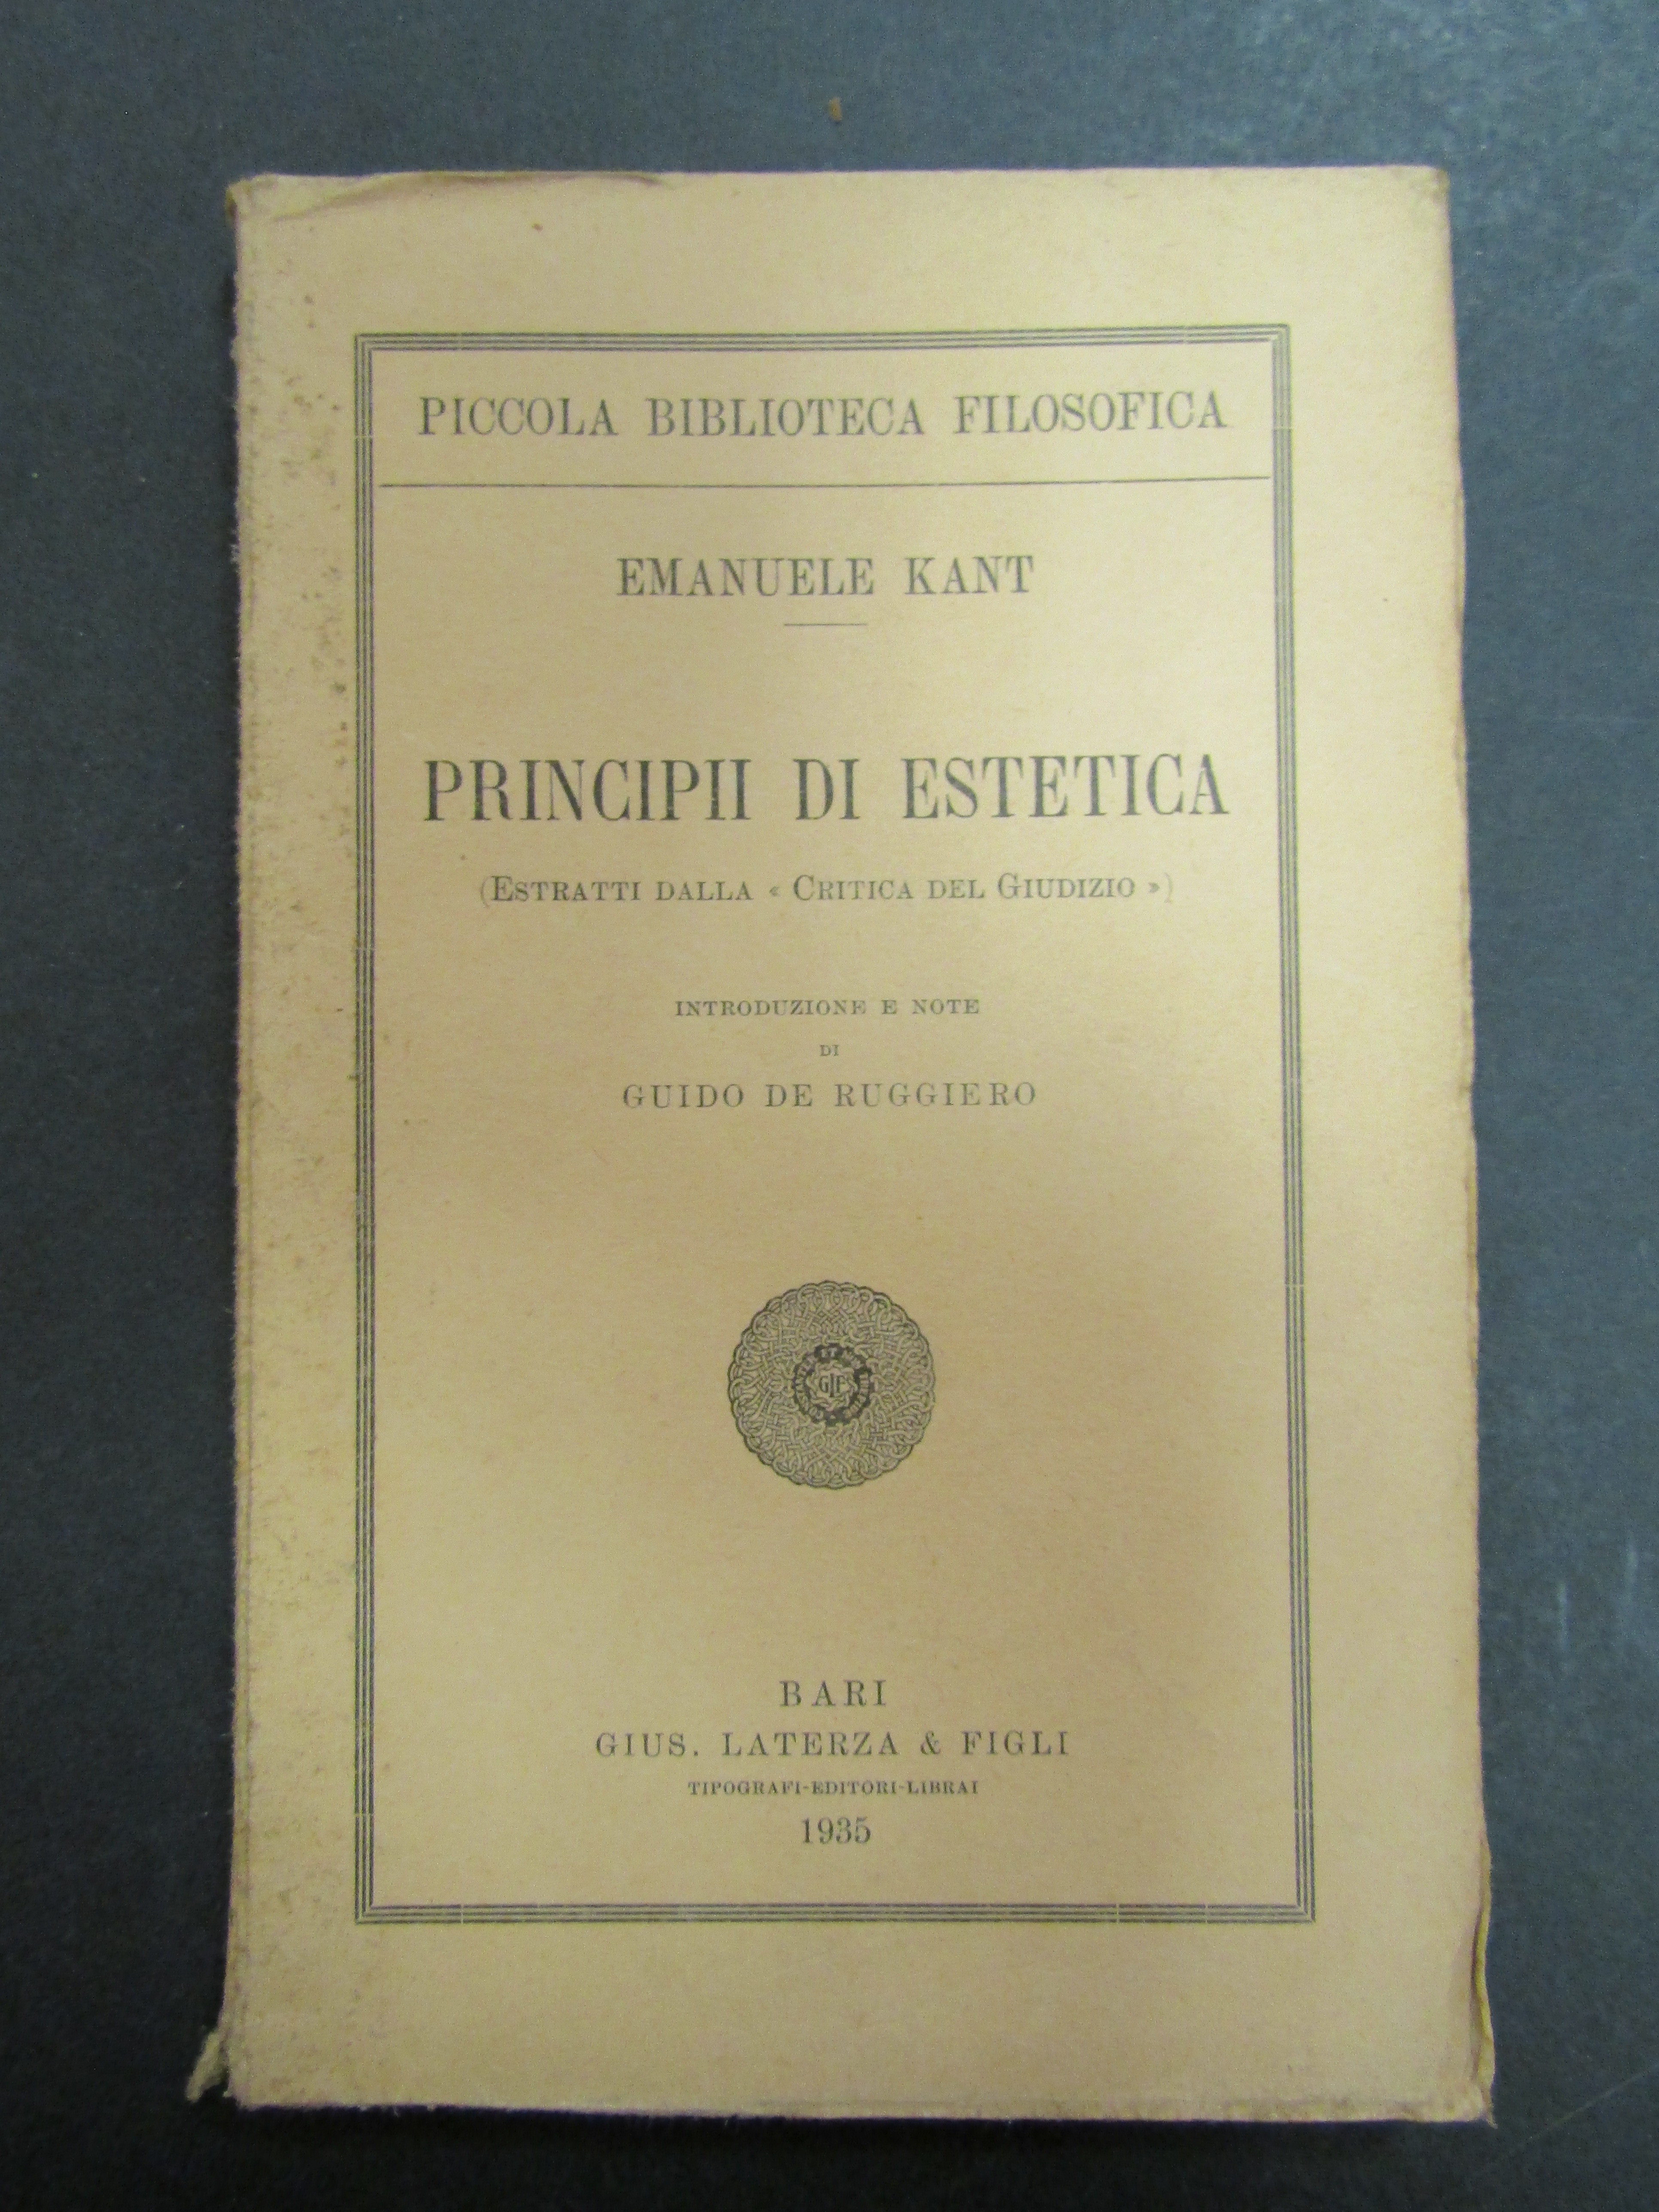 PICCOLA BIBLIOTECA FILOSOFICA
EMANUELE KANT
PRINCIPII DI ESTETICA
(ESTRATTI DALLA « CRITICA DEL GIUDIZIO »)
INTRODUZIONE E NOTE
DI
GUIDO DE RUGGIERO
GLF
BARI
GIUS. LATERZA & FIGLI
TIPOGRAFI-EDITORI-LIBRAI
1935